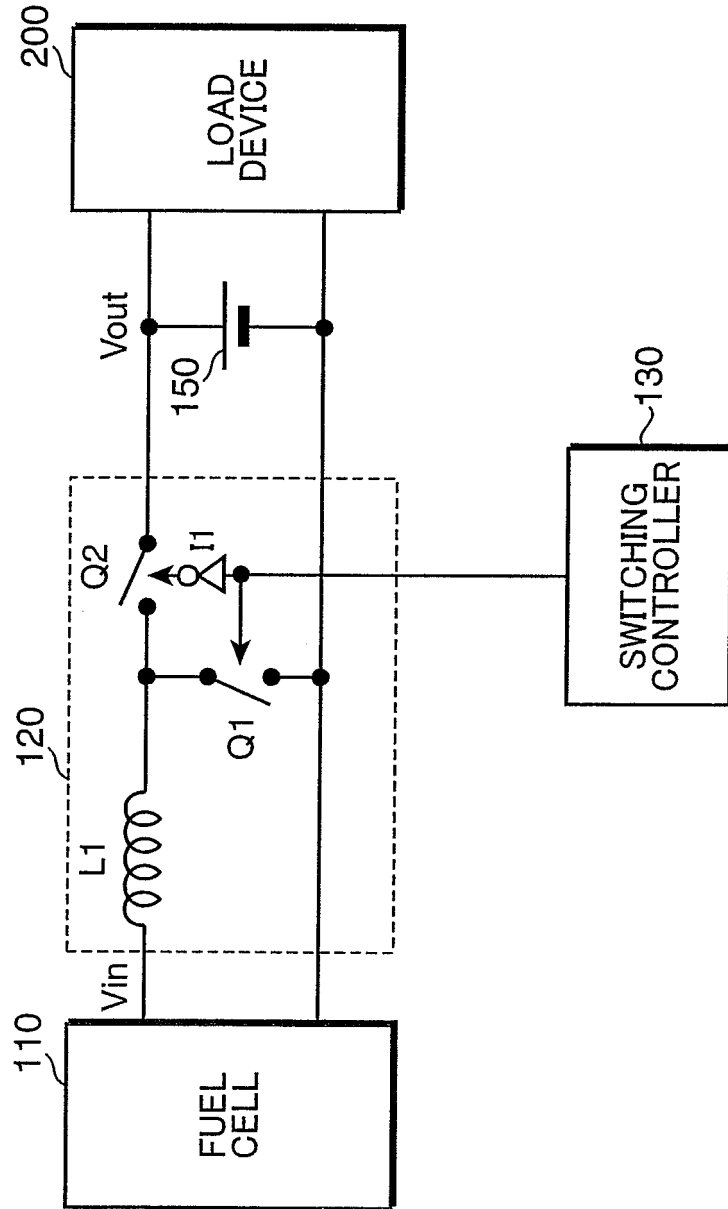 110
FUEL
CELL
Vin
120
L1
Q1
Q2
I1
Vout
150
200
LOAD
DEVICE
130
SWITCHING
CONTROLLER